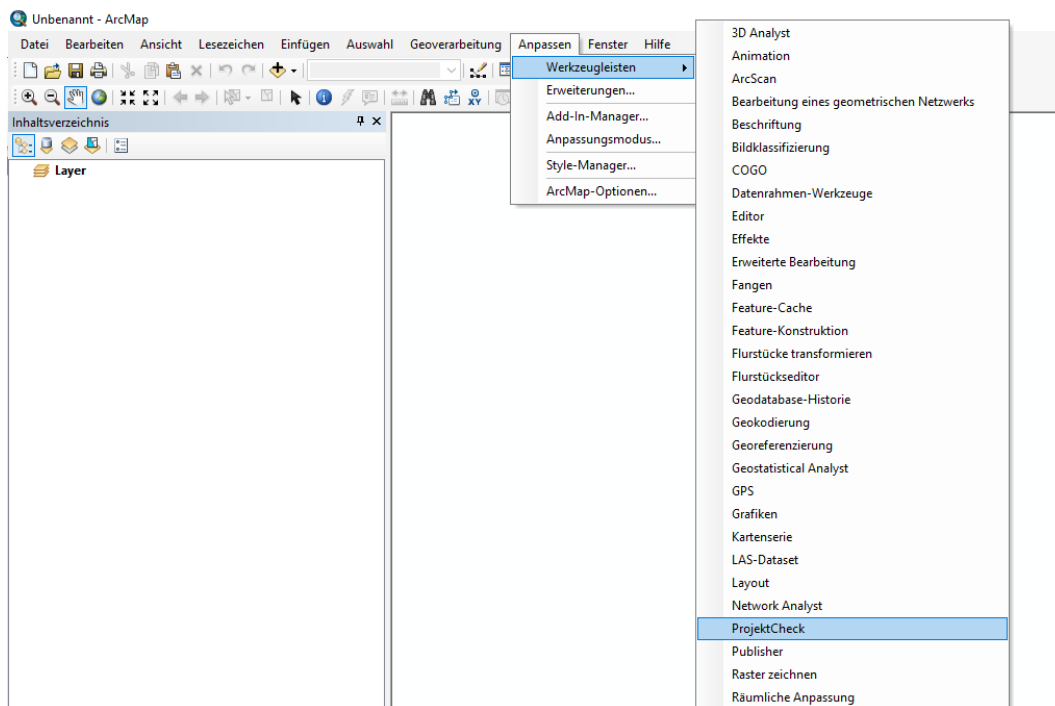 Unbenannt - ArcMap
Datei Bearbeiten Ansicht Lesezeichen Einfügen Auswahl Geoverarbeitung Anpassen Fenster Hilfe
Inhaltsverzeichnis
Layer
Werkzeugleisten
Erweiterungen...
Add-In-Manager...
Anpassungsmodus...
Style-Manager...
ArcMap-Optionen...
3D Analyst
Animation
ArcScan
Bearbeitung eines geometrischen Netzwerks
Beschriftung
Bildklassifizierung
COGO
Datenrahmen-Werkzeuge
Editor
Effekte
Erweiterte Bearbeitung
Fangen
Feature-Cache
Feature-Konstruktion
Flurstücke transformieren
Flurstückseditor
Geodatabase-Historie
Geokodierung
Georeferenzierung
Geostatistical Analyst
GPS
Grafiken
Kartenserie
LAS-Dataset
Layout
Network Analyst
ProjektCheck
Publisher
Raster zeichnen
Räumliche Anpassung